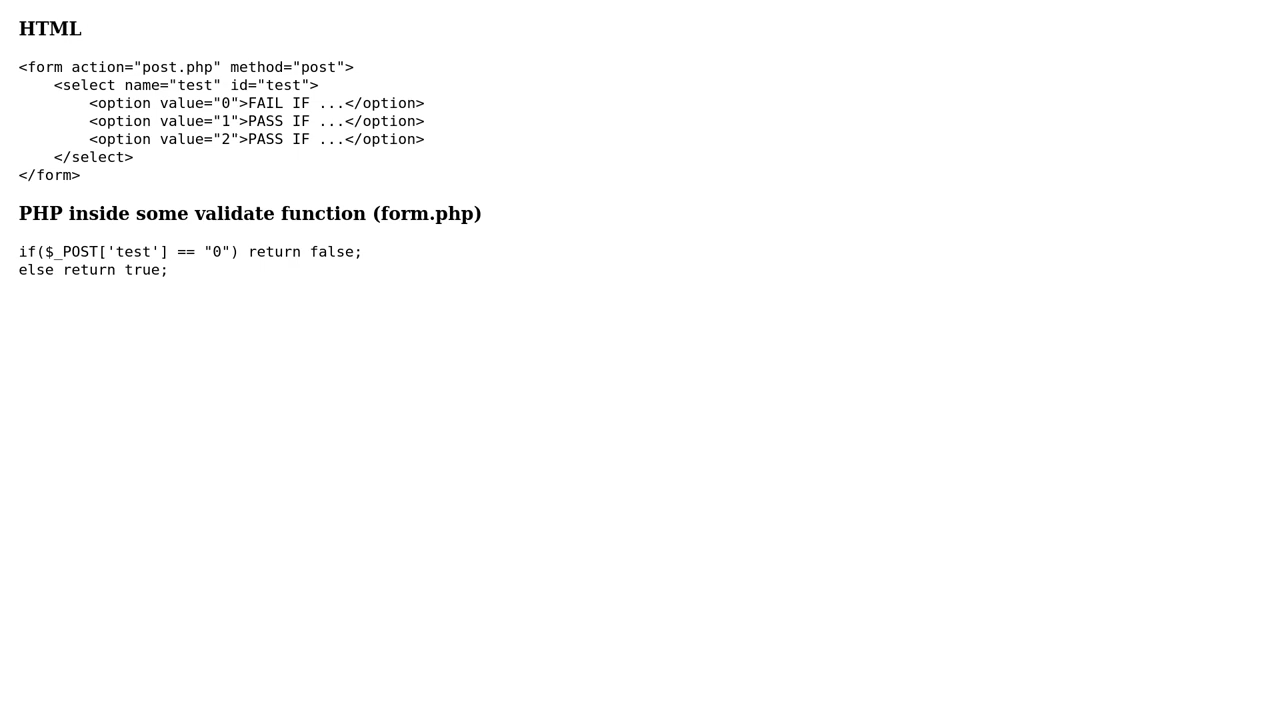 HTML
<form action="post.php" method="post">
    <select name="test" id="test">
        <option value="0">FAIL IF ...</option>
        <option value="1">PASS IF ...</option>
        <option value="2">PASS IF ...</option>
    </select>
</form>
PHP inside some validate function (form.php)
if($_POST['test'] == "0") return false;
else return true;